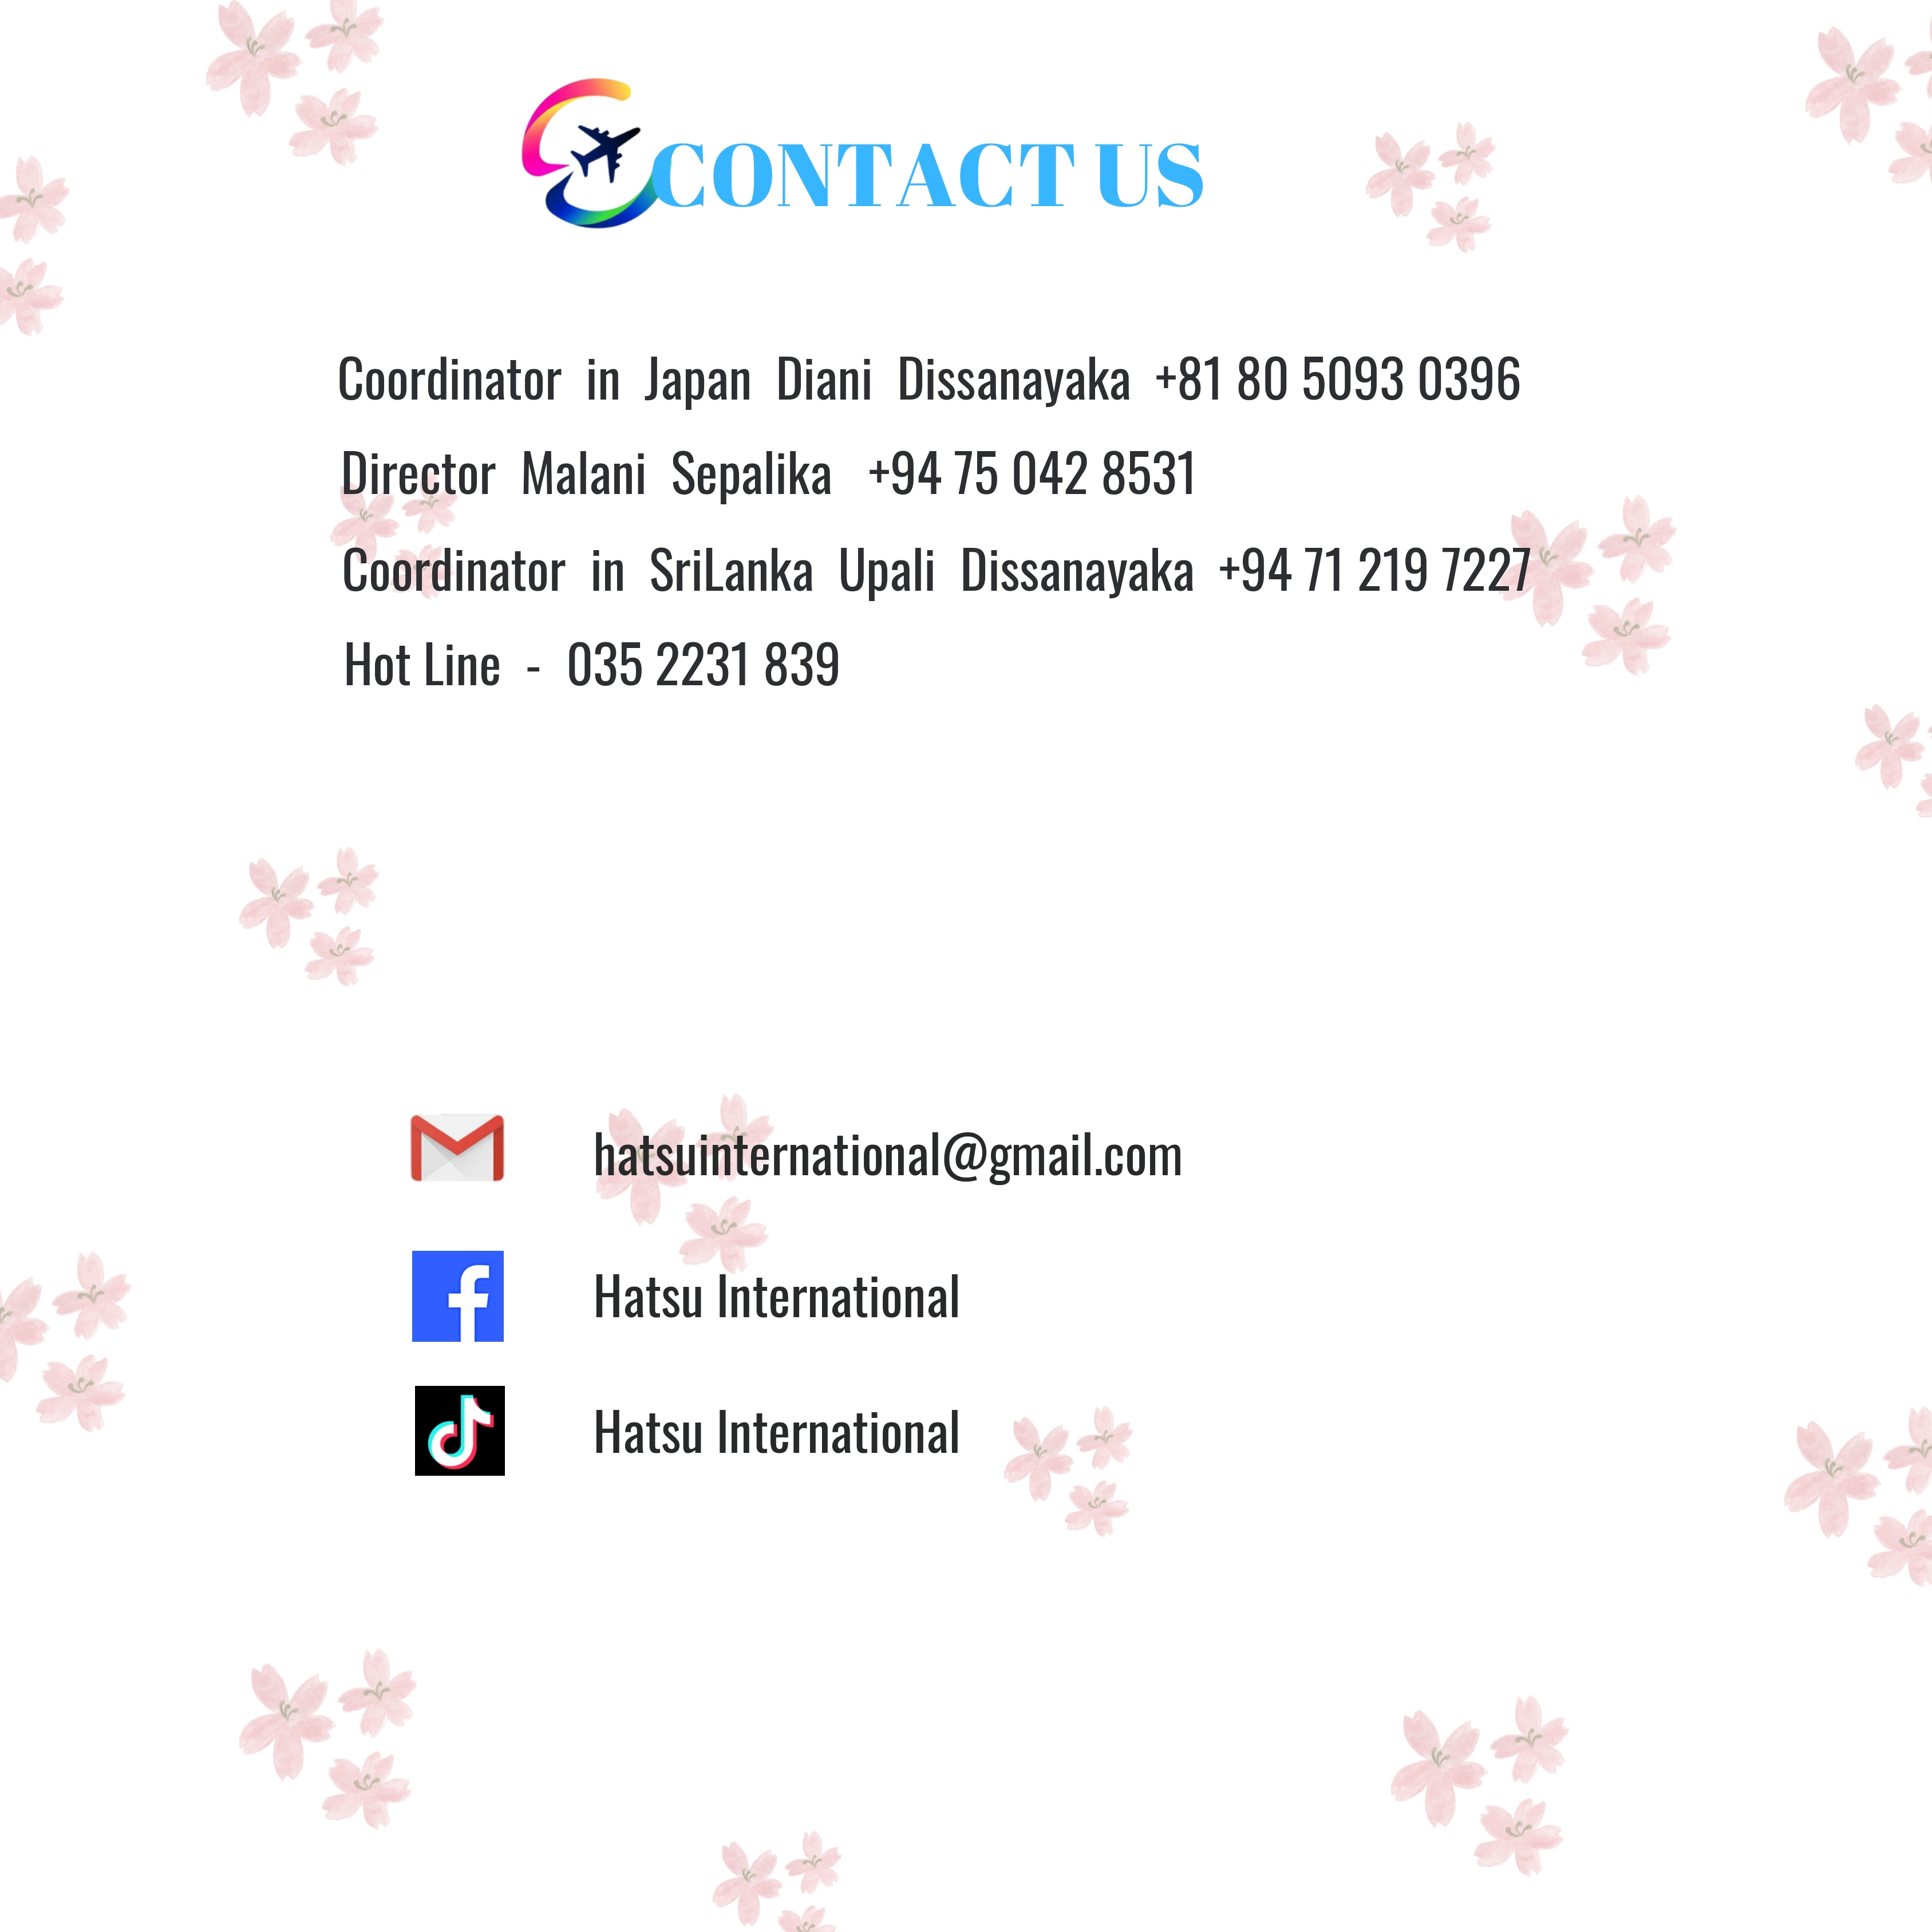 CONTACT US
Coordinator in Japan Diani Dissanayaka +81 80 5093 0396
Director Malani Sepalika +94 75 042 8531
Coordinator in SriLanka Upali Dissanayaka +94 71 219 7227
Hot Line - 035 2231 839
hatsuinternational@gmail.com
Hatsu International
Hatsu International